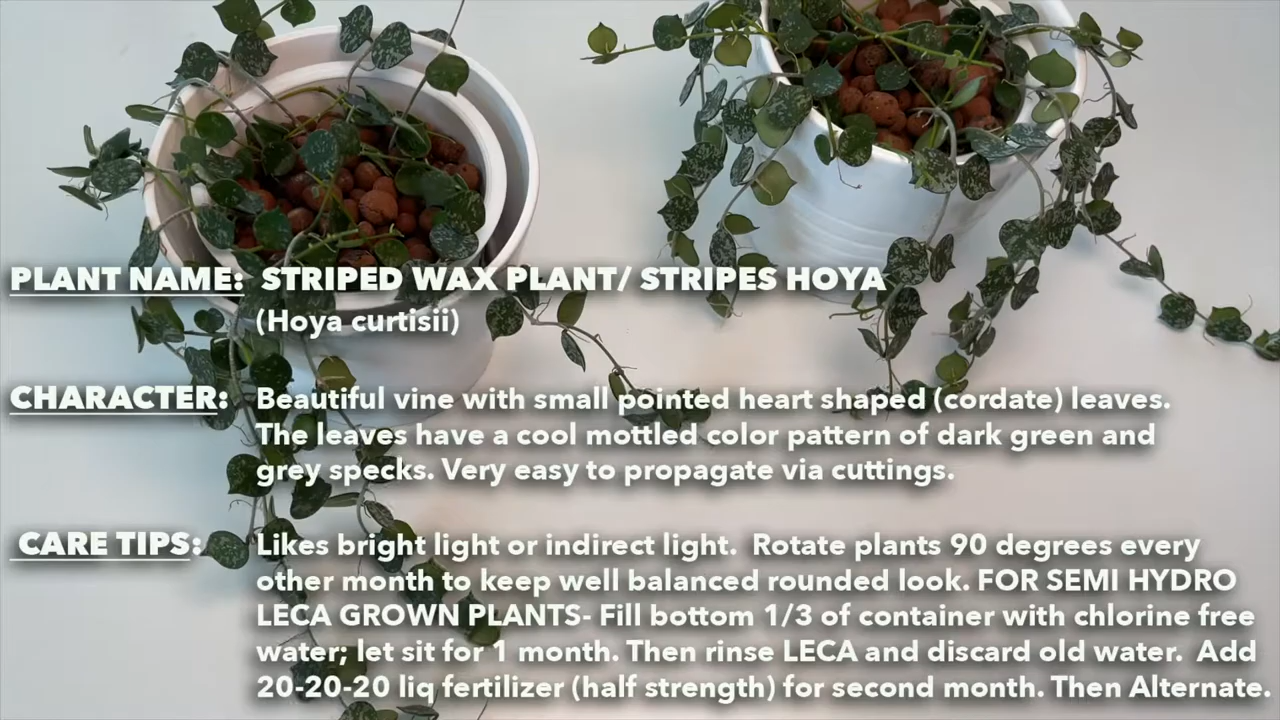 PLANT NAME: STRIPED WAX PLANT/ STRIPES HOYA
(Hoya curtisii)
CHARACTER: Beautiful vine with small pointed heart shaped (cordate) leaves.
The leaves have a cool mottled color pattern of dark green and
grey specks. Very easy to propagate via cuttings.
CARE TIPS: Likes bright light or indirect light. Rotate plants 90 degrees every
other month to keep well balanced rounded look. FOR SEMI HYDRO
LECA GROWN PLANTS- Fill bottom 1/3 of container with chlorine free
water; let sit for 1 month. Then rinse LECA and discard old water. Add
20-20-20 liq fertilizer (half strength) for second month. Then Alternate.